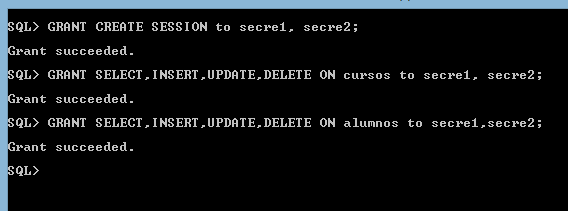 SQL> GRANT CREATE SESSION to secre1, secre2;
Grant succeeded.
SQL> GRANT SELECT,INSERT,UPDATE,DELETE ON cursos to secre1, secre2;
Grant succeeded.
SQL> GRANT SELECT,INSERT,UPDATE,DELETE ON alumnos to secre1,secre2;
Grant succeeded.
SQL>